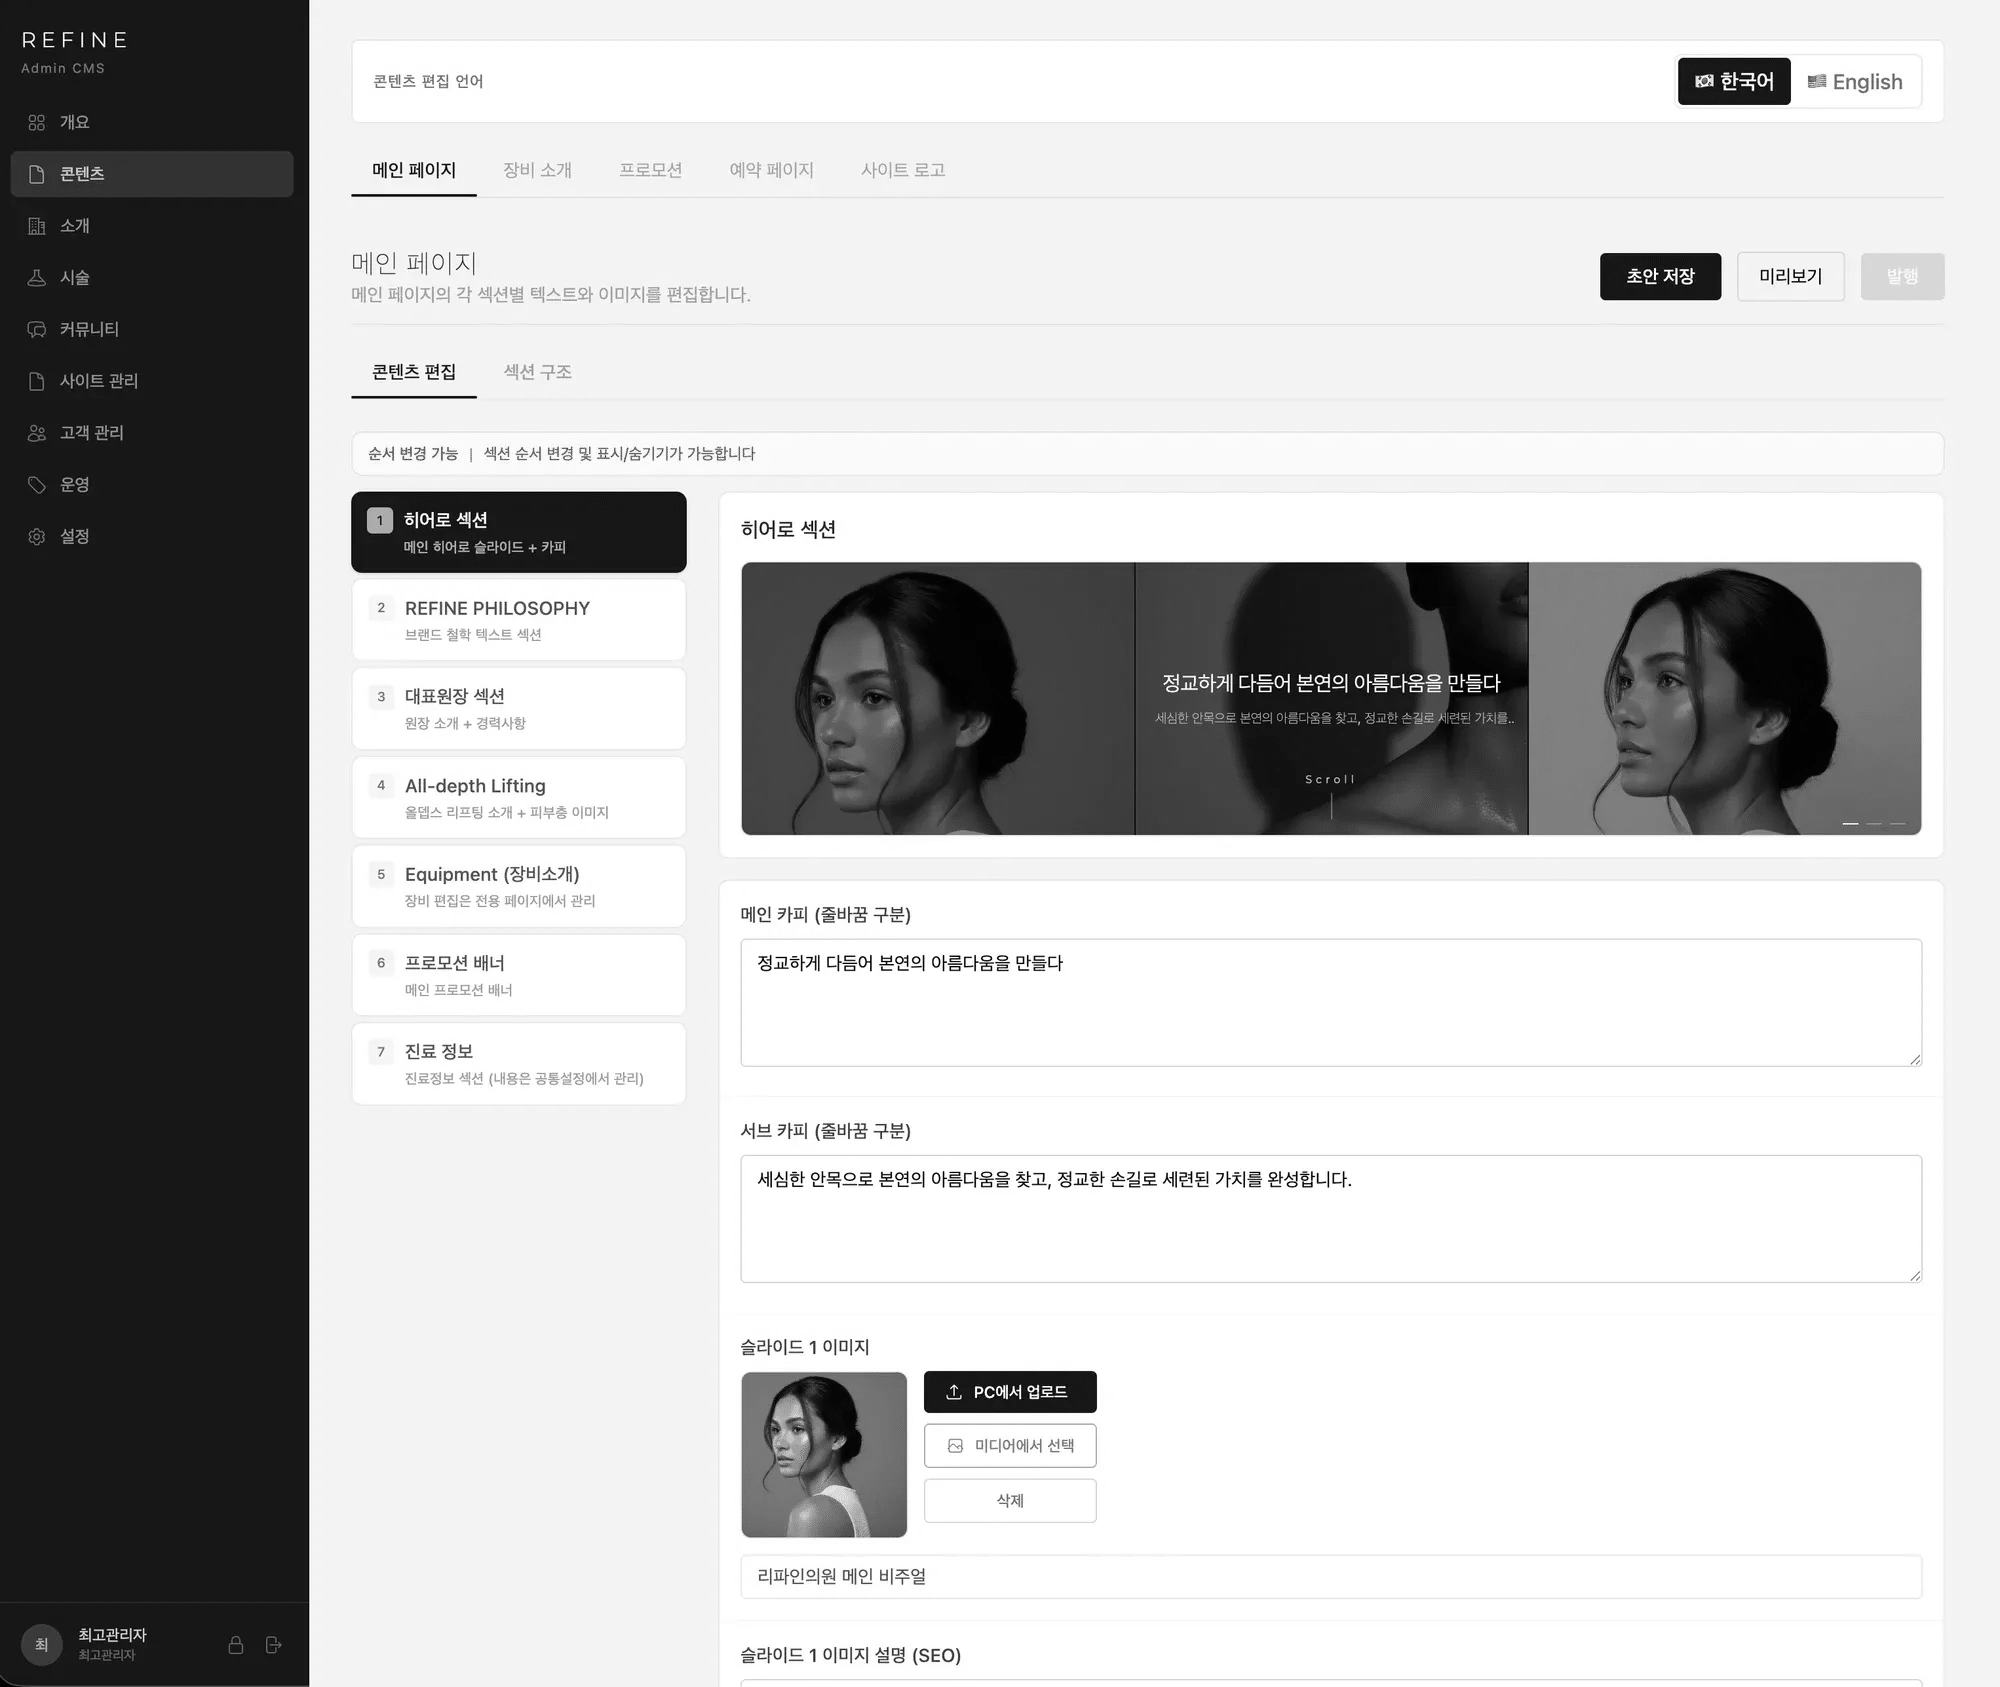 REFINE
Admin CMS
개요
콘텐츠
소개
시술
커뮤니티
사이트 관리
고객 관리
운영
설정
최
최고관리자
최고관리자
콘텐츠 편집 언어
한국어
English
메인 페이지
장비 소개
프로모션
예약 페이지
사이트 로고
메인 페이지
메인 페이지의 각 섹션별 텍스트와 이미지를 편집합니다.
초안 저장
미리보기
발행
콘텐츠 편집
섹션 구조
순서 변경 가능 | 섹션 순서 변경 및 표시/숨기기가 가능합니다
1 히어로 섹션
메인 히어로 슬라이드 + 카피
2 REFINE PHILOSOPHY
브랜드 철학 텍스트 섹션
3 대표원장 섹션
원장 소개 + 경력사항
4 All-depth Lifting
올뎁스 리프팅 소개 + 피부층 이미지
5 Equipment (장비소개)
장비 편집은 전용 페이지에서 관리
6 프로모션 배너
메인 프로모션 배너
7 진료 정보
진료정보 섹션 (내용은 공통설정에서 관리)
히어로 섹션
정교하게 다듬어 본연의 아름다움을 만들다
세심한 안목으로 본연의 아름다움을 찾고, 정교한 손길로 세련된 가치를..
Scroll
메인 카피 (줄바꿈 구분)
정교하게 다듬어 본연의 아름다움을 만들다
서브 카피 (줄바꿈 구분)
세심한 안목으로 본연의 아름다움을 찾고, 정교한 손길로 세련된 가치를 완성합니다.
슬라이드 1 이미지
PC에서 업로드
미디어에서 선택
삭제
리파인의원 메인 비주얼
슬라이드 1 이미지 설명 (SEO)